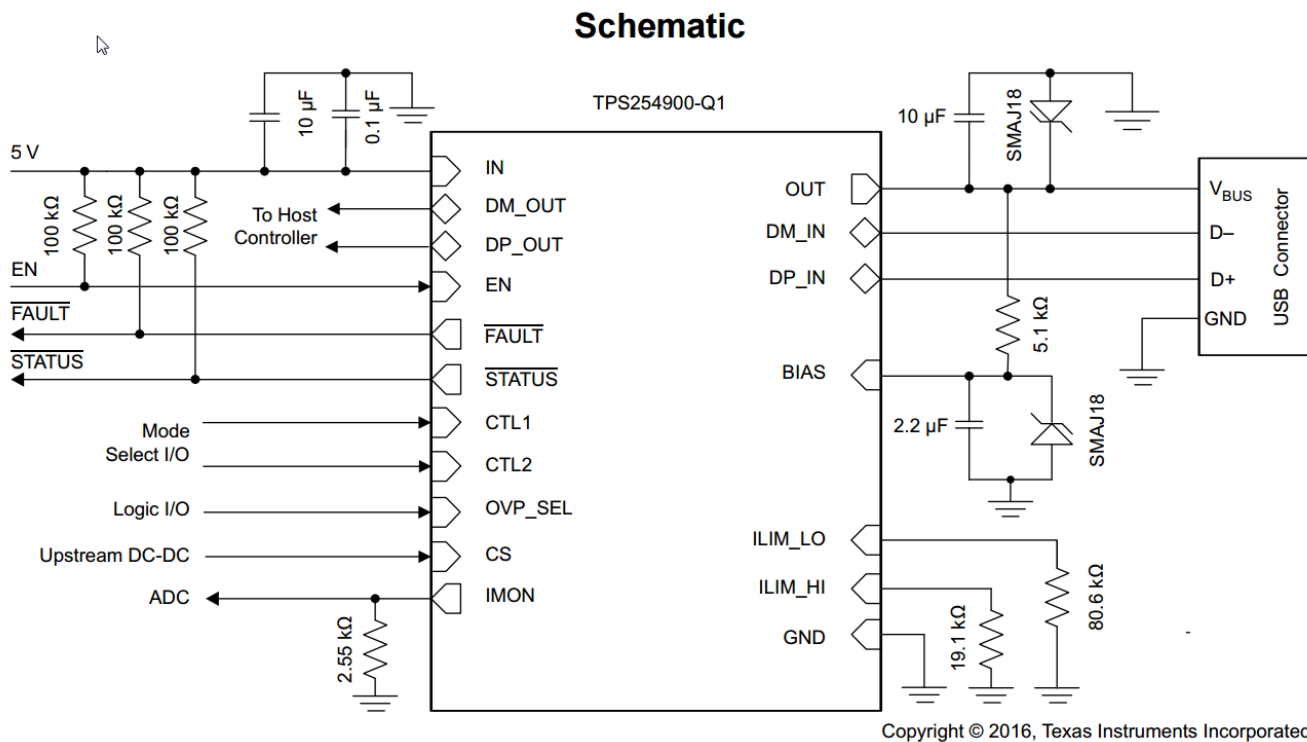 Schematic
TPS254900-Q1
10 µF
0.1 µF
10 µF
SMAJ18
5 V
IN
OUT
VBUS
100 kΩ
100 kΩ
100 kΩ
To Host
Controller
DM_OUT
DP_OUT
DM_IN
DP_IN
D–
D+
GND
USB Connector
EN
EN
FAULT
FAULT
STATUS
STATUS
5.1 kΩ
BIAS
2.2 µF
SMAJ18
Mode
Select I/O
CTL1
CTL2
Logic I/O
OVP_SEL
Upstream DC-DC
CS
ADC
IMON
2.55 kΩ
ILIM_LO
ILIM_HI
GND
19.1 kΩ
80.6 kΩ
Copyright © 2016, Texas Instruments Incorporated